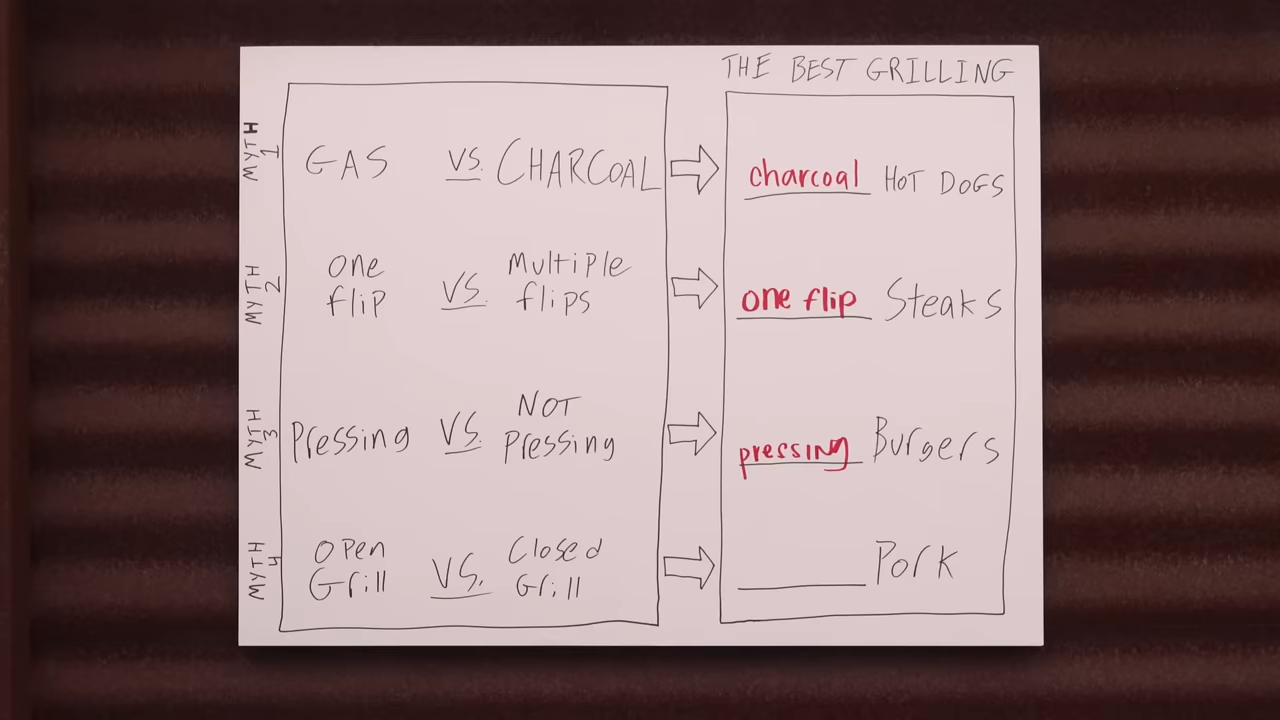 THE BEST GRILLING
MYTH 1
GAS VS. CHARCOAL
charcoal HOT DOGS
MYTH 2
One flip VS. Multiple flips
one flip Steaks
MYTH 3
Pressing VS. NOT Pressing
pressing Burgers
MYTH 4
Open Grill VS. Closed Grill
Pork